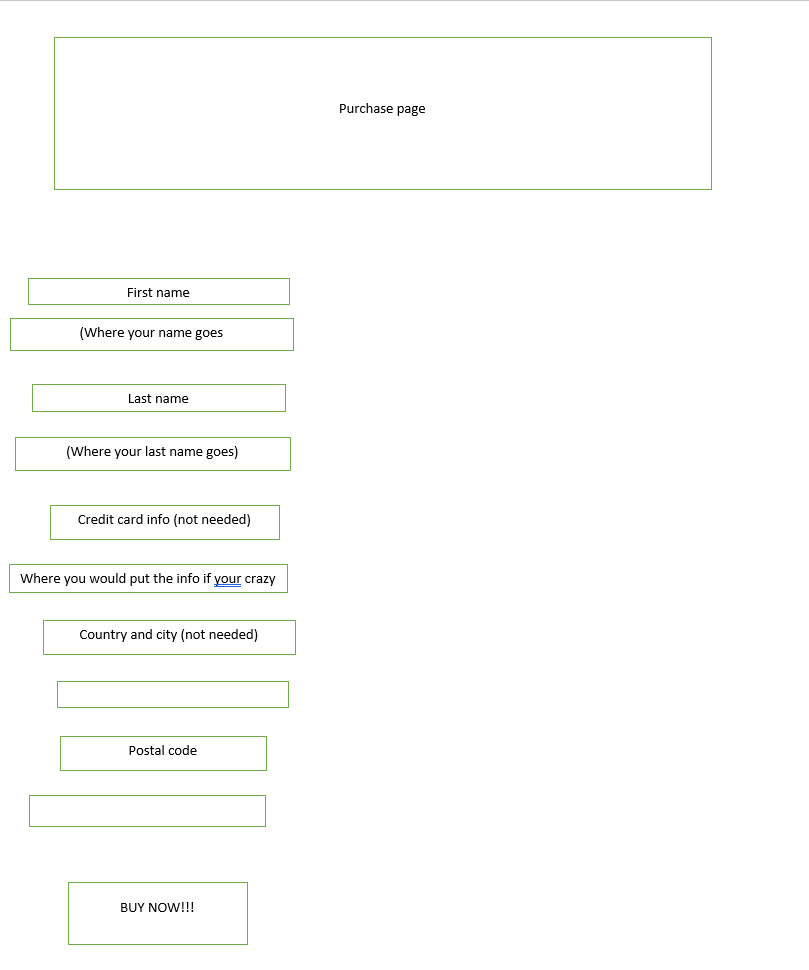 Purchase page
First name
(Where your name goes
Last name
(Where your last name goes)
Credit card info (not needed)
Where you would put the info if your crazy
Country and city (not needed)
Postal code
BUY NOW!!!